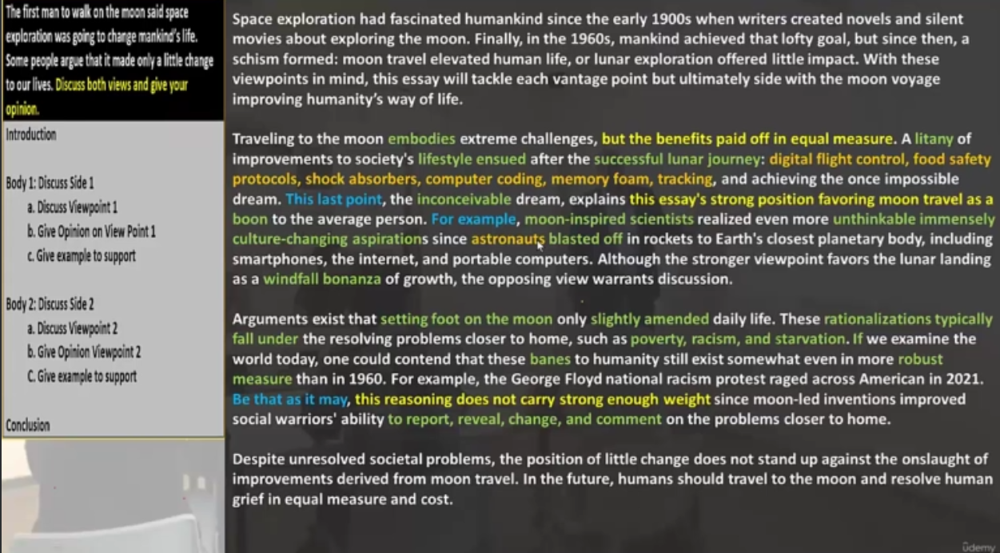 The first man to walk on the moon said space
exploration was going to change mankind's life.
Some people argue that it made only a little change
to our lives. Discuss both views and give your
opinion.
Introduction
Body 1: Discuss Side 1
a. Discuss Viewpoint 1
b. Give Opinion on View Point 1
c. Give example to support
Body 2: Discuss Side 2
a. Discuss Viewpoint 2
b. Give Opinion Viewpoint 2
C. Give example to support
Conclusion
Space exploration had fascinated humankind since the early 1900s when writers created novels and silent
movies about exploring the moon. Finally, in the 1960s, mankind achieved that lofty goal, but since then, a
schism formed: moon travel elevated human life, or lunar exploration offered little impact. With these
viewpoints in mind, this essay will tackle each vantage point but ultimately side with the moon voyage
improving humanity's way of life.
Traveling to the moon embodies extreme challenges, but the benefits paid off in equal measure. A litany of
improvements to society's lifestyle ensued after the successful lunar journey: digital flight control, food safety
protocols, shock absorbers, computer coding, memory foam, tracking, and achieving the once impossible
dream. This last point, the inconceivable dream, explains this essay's strong position favoring moon travel as a
boon to the average person. For example, moon-inspired scientists realized even more unthinkable immensely
culture-changing aspirations since astronauts blasted off in rockets to Earth's closest planetary body, including
smartphones, the internet, and portable computers. Although the stronger viewpoint favors the lunar landing
as a windfall bonanza of growth, the opposing view warrants discussion.
Arguments exist that setting foot on the moon only slightly amended daily life. These rationalizations typically
fall under the resolving problems closer to home, such as poverty, racism, and starvation. If we examine the
world today, one could contend that these banes to humanity still exist somewhat even in more robust
measure than in 1960. For example, the George Floyd national racism protest raged across American in 2021.
Be that as it may, this reasoning does not carry strong enough weight since moon-led inventions improved
social warriors' ability to report, reveal, change, and comment on the problems closer to home.
Despite unresolved societal problems, the position of little change does not stand up against the onslaught of
improvements derived from moon travel. In the future, humans should travel to the moon and resolve human
grief in equal measure and cost.
ûdemy